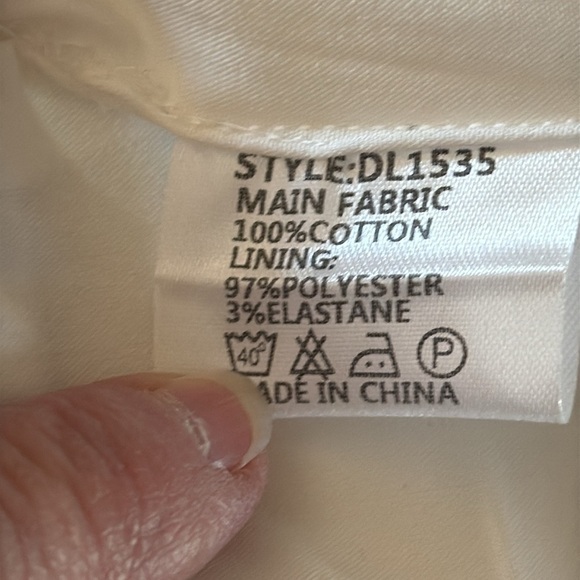 STYLE:DL1535
MAIN FABRIC
100%COTTON
LINING:
97%POLYESTER
3%ELASTANE
40° P
ADE IN CHINA